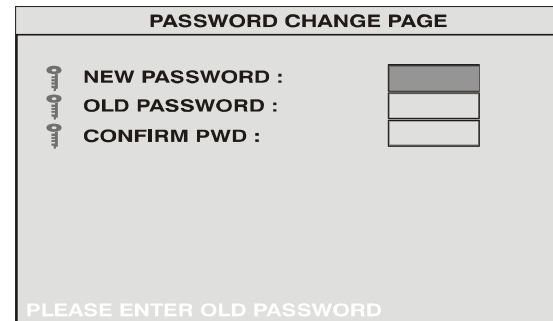 PASSWORD CHANGE PAGE
NEW PASSWORD :
OLD PASSWORD :
CONFIRM PWD :
PLEASE ENTER OLD PASSWORD